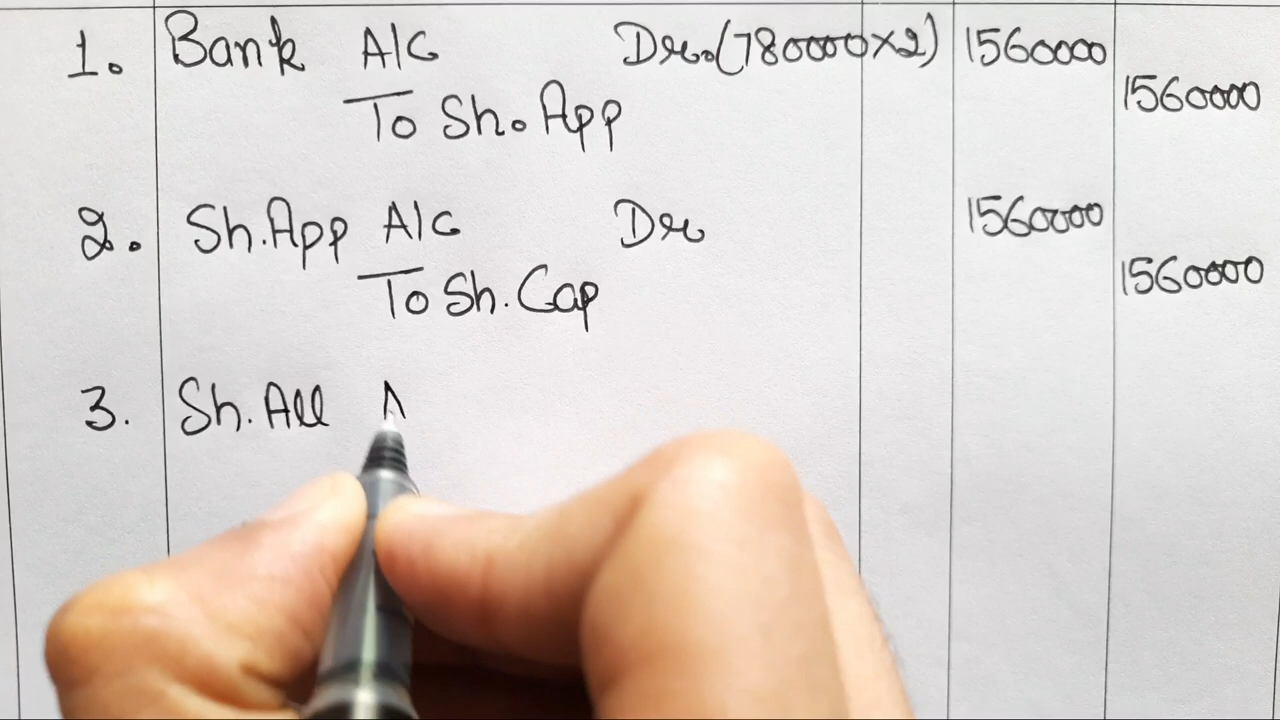 1. Bank A/C Dr.(780000×2) 1560000
To Sh. App 1560000
2. Sh.App A/C Dr 1560000
To Sh.Cap 1560000
3. Sh.All A